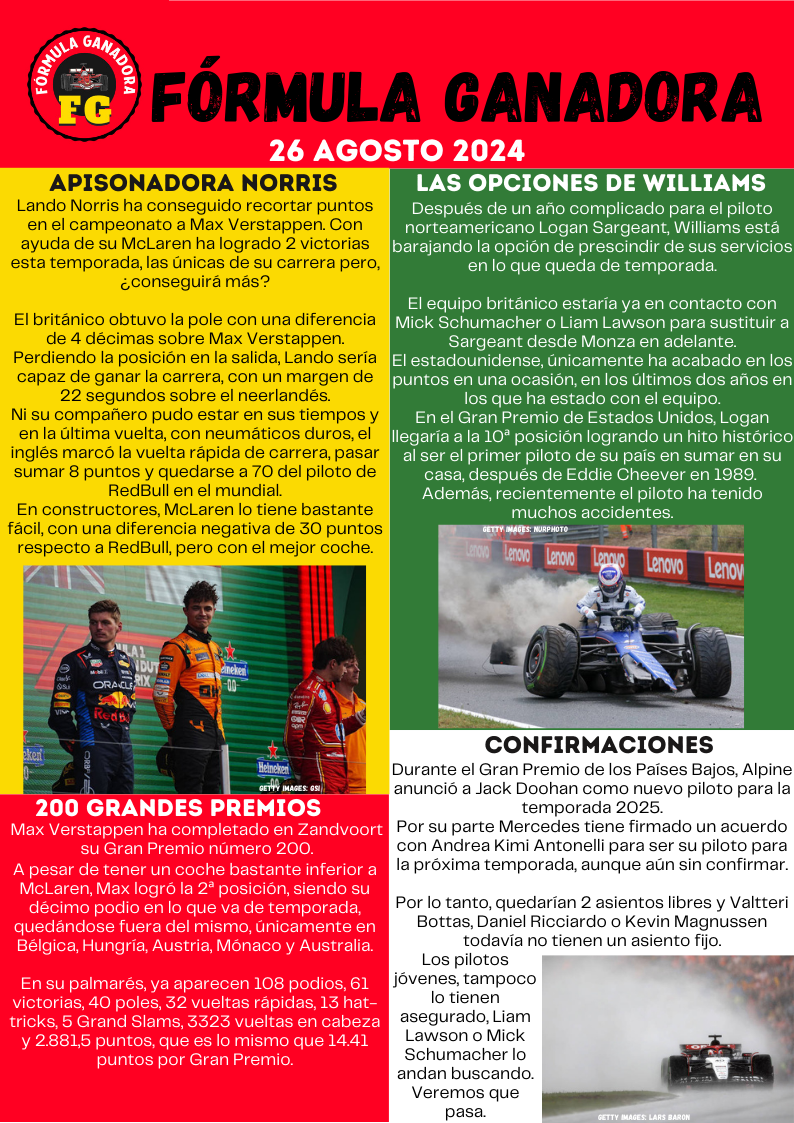 FÓRMULA GANADORA
FG
FÓRMULA GANADORA
26 AGOSTO 2024
APISONADORA NORRIS
Lando Norris ha conseguido recortar puntos
en el campeonato a Max Verstappen. Con
ayuda de su McLaren ha logrado 2 victorias
esta temporada, las únicas de su carrera pero,
¿conseguirá más?
El británico obtuvo la pole con una diferencia
de 4 décimas sobre Max Verstappen.
Perdiendo la posición en la salida, Lando sería
capaz de ganar la carrera, con un margen de
22 segundos sobre el neerlandés.
Ni su compañero pudo estar en sus tiempos y
en la última vuelta, con neumáticos duros, el
inglés marcó la vuelta rápida de carrera, pasar
sumar 8 puntos y quedarse a 70 del piloto de
RedBull en el mundial.
En constructores, McLaren lo tiene bastante
fácil, con una diferencia negativa de 30 puntos
respecto a RedBull, pero con el mejor coche.
ORACLE
Red Bull
Heineken
Heineken
Heineken
GETTY IMAGES: GSI
200 GRANDES PREMIOS
Max Verstappen ha completado en Zandvoort
su Gran Premio número 200.
A pesar de tener un coche bastante inferior a
McLaren, Max logró la 2ª posición, siendo su
décimo podio en lo que va de temporada,
quedándose fuera del mismo, únicamente en
Bélgica, Hungría, Austria, Mónaco y Australia.
En su palmarés, ya aparecen 108 podios, 61
victorias, 40 poles, 32 vueltas rápidas, 13 hat-
tricks, 5 Grand Slams, 3323 vueltas en cabeza
y 2.881,5 puntos, que es lo mismo que 14.41
puntos por Gran Premio.
LAS OPCIONES DE WILLIAMS
Después de un año complicado para el piloto
norteamericano Logan Sargeant, Williams está
barajando la opción de prescindir de sus servicios
en lo que queda de temporada.
El equipo británico estaría ya en contacto con
Mick Schumacher o Liam Lawson para sustituir a
Sargeant desde Monza en adelante.
El estadounidense, únicamente ha acabado en los
puntos en una ocasión, en los últimos dos años en
los que ha estado con el equipo.
En el Gran Premio de Estados Unidos, Logan
llegaría a la 10ª posición logrando un hito histórico
al ser el primer piloto de su país en sumar en su
casa, después de Eddie Cheever en 1989.
Además, recientemente el piloto ha tenido
muchos accidentes.
GETTY IMAGES: NURPHOTO
Lenovo Lenovo Lenovo Lenovo
CONFIRMACIONES
Durante el Gran Premio de los Países Bajos, Alpine
anunció a Jack Doohan como nuevo piloto para la
temporada 2025.
Por su parte Mercedes tiene firmado un acuerdo
con Andrea Kimi Antonelli para ser su piloto para
la próxima temporada, aunque aún sin confirmar.
Por lo tanto, quedarían 2 asientos libres y Valtteri
Bottas, Daniel Ricciardo o Kevin Magnussen
todavía no tienen un asiento fijo.
Los pilotos
jóvenes, tampoco
lo tienen
asegurado, Liam
Lawson o Mick
Schumacher lo
andan buscando.
Veremos que
pasa.
GETTY IMAGES: LARS BARON